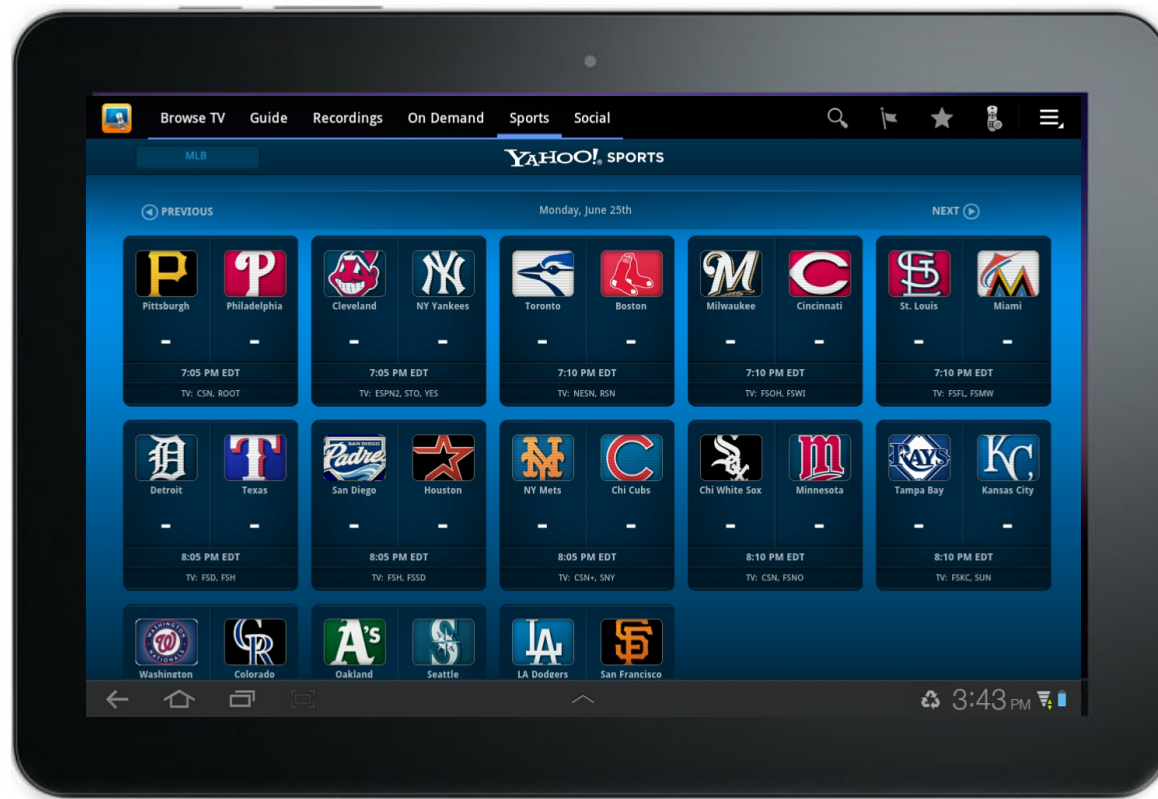 Browse TV Guide Recordings On Demand Sports Social
MLB
YAHOO! SPORTS
PREVIOUS Monday, June 25th NEXT
Pittsburgh Philadelphia Cleveland NY Yankees Toronto Boston Milwaukee Cincinnati St. Louis Miami
- - - - - - - - - -
7:05 PM EDT 7:05 PM EDT 7:10 PM EDT 7:10 PM EDT 7:10 PM EDT
TV: CSN, ROOT TV: ESPN2, STO, YES TV: NESN, RSN TV: FSOH, FSWI TV: FSFL, FSMW
Detroit Texas San Diego Houston NY Mets Chi Cubs Chi White Sox Minnesota Tampa Bay Kansas City
- - - - - - - - - -
8:05 PM EDT 8:05 PM EDT 8:05 PM EDT 8:10 PM EDT 8:10 PM EDT
TV: FSD, FSH TV: FSH, FSSD TV: CSN+, SNY TV: CSN, FSNO TV: FSKC, SUN
Washington Colorado Oakland Seattle LA Dodgers San Francisco
3:43 PM